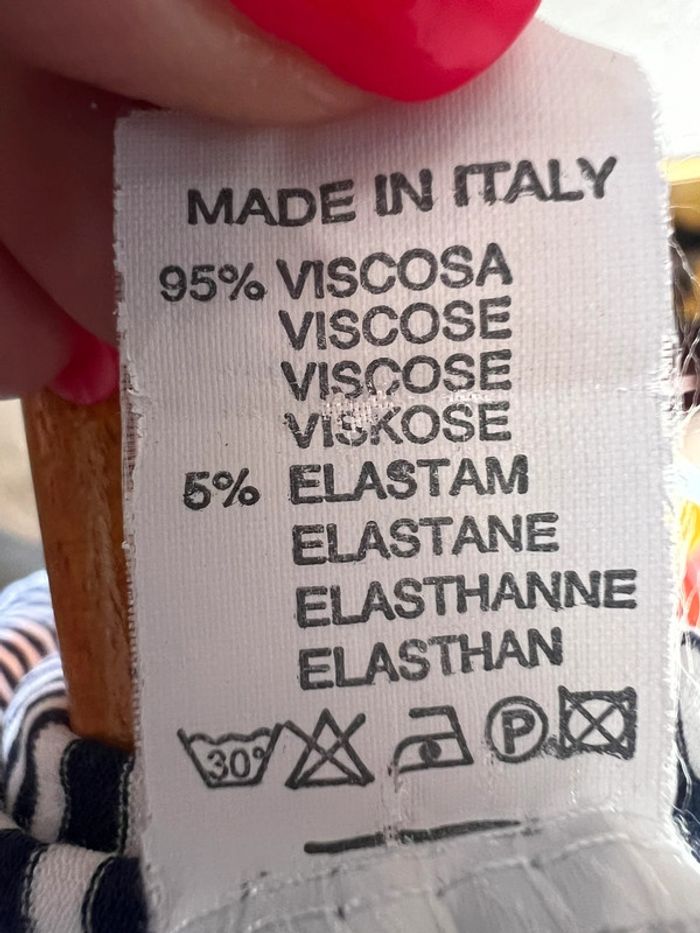 MADE IN ITALY
95% VISCOSA
VISCOSE
VISCOSE
VISKOSE
5% ELASTAM
ELASTANE
ELASTHANNE
ELASTHAN
30° P